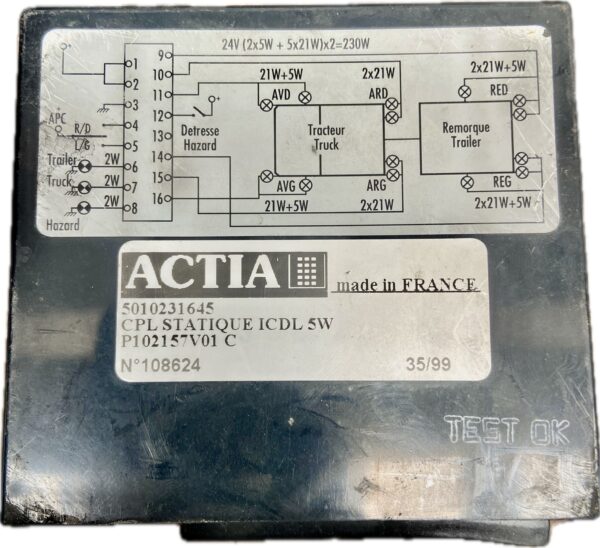 24V (2x5W + 5x21W)x2=230W
1 9
10 21W+5W 2x21W 2x21W+5W
2 11 AVD ARD RED
3 12
APC R/D 4 13 Detresse Hazard Tracteur Truck Remorque Trailer
L/G 5 14
Trailer 2W 6 15
Truck 2W 7 16 AVG ARG REG
2W 8 21W+5W 2x21W 2x21W+5W
Hazard
ACTIA made in FRANCE
5010231645
CPL STATIQUE ICDL 5W
P102157V01 C
N°108624 35/99
TEST OK